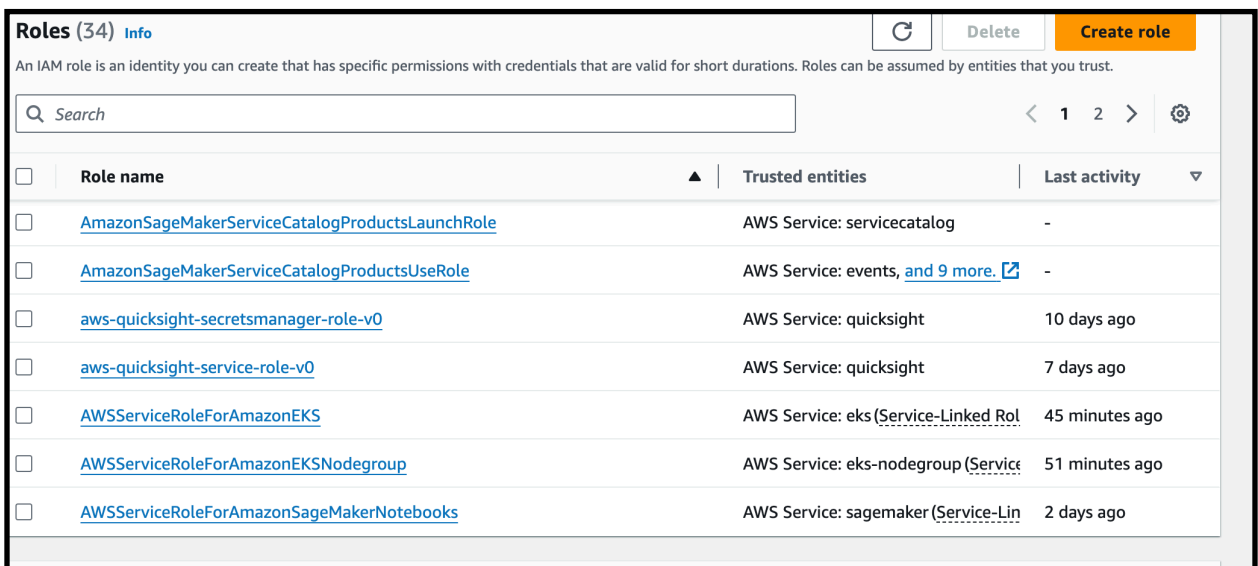 Roles (34) Info
Delete
Create role
An IAM role is an identity you can create that has specific permissions with credentials that are valid for short durations. Roles can be assumed by entities that you trust.
Search
1 2
Role name Trusted entities Last activity
AmazonSageMakerServiceCatalogProductsLaunchRole AWS Service: servicecatalog -
AmazonSageMakerServiceCatalogProductsUseRole AWS Service: events, and 9 more. -
aws-quicksight-secretsmanager-role-v0 AWS Service: quicksight 10 days ago
aws-quicksight-service-role-v0 AWS Service: quicksight 7 days ago
AWSServiceRoleForAmazonEKS AWS Service: eks (Service-Linked Rol 45 minutes ago
AWSServiceRoleForAmazonEKSNodegroup AWS Service: eks-nodegroup (Service 51 minutes ago
AWSServiceRoleForAmazonSageMakerNotebooks AWS Service: sagemaker (Service-Lin 2 days ago